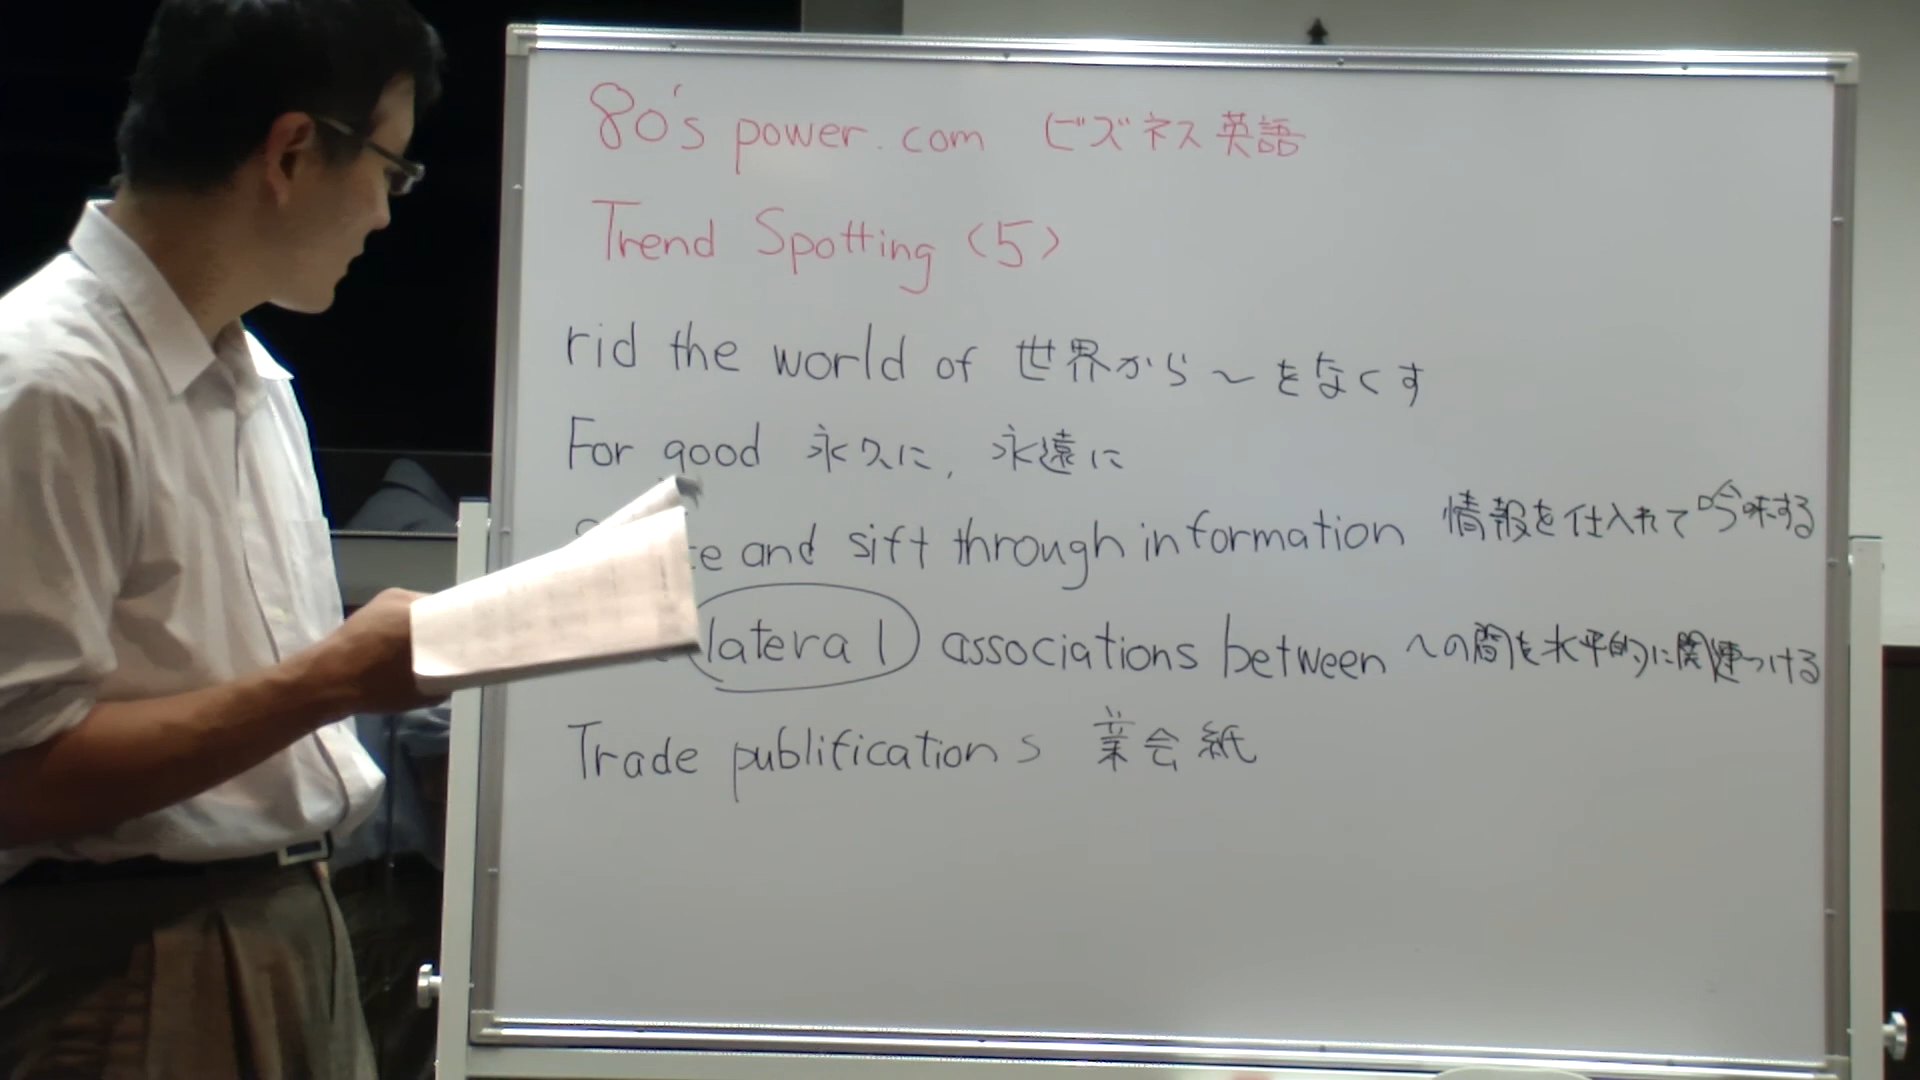 80's power.com ビズネス英語
Trend Spotting <5>
rid the world of 世界から～をなくす
For good 永久に, 永遠に
and sift through information 情報を仕入れて吟味する
lateral associations between への間を水平的に関連つける
Trade publifications 業会紙